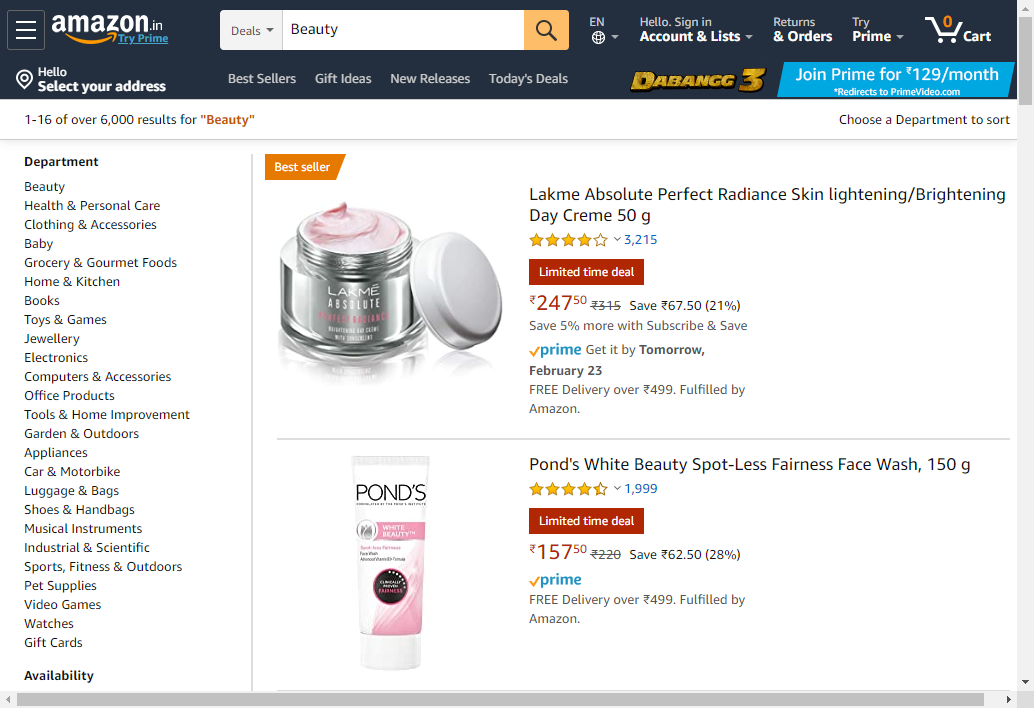 amazon.in
Try Prime
Deals
Beauty
EN
Hello. Sign in
Account & Lists
Returns
& Orders
Try
Prime
0
Cart
Hello
Select your address
Best Sellers
Gift Ideas
New Releases
Today's Deals
DABANGG 3
Join Prime for ₹129/month
*Redirects to PrimeVideo.com
1-16 of over 6,000 results for "Beauty"
Choose a Department to sort
Department
Beauty
Health & Personal Care
Clothing & Accessories
Baby
Grocery & Gourmet Foods
Home & Kitchen
Books
Toys & Games
Jewellery
Electronics
Computers & Accessories
Office Products
Tools & Home Improvement
Garden & Outdoors
Appliances
Car & Motorbike
Luggage & Bags
Shoes & Handbags
Musical Instruments
Industrial & Scientific
Sports, Fitness & Outdoors
Pet Supplies
Video Games
Watches
Gift Cards
Availability
Best seller
LAKMÉ
ABSOLUTE
PERFECT RADIANCE
BRIGHTENING DAY CREME
WITH SUNSCREEN
Lakme Absolute Perfect Radiance Skin lightening/Brightening
Day Creme 50 g
3,215
Limited time deal
₹24750 ₹315 Save ₹67.50 (21%)
Save 5% more with Subscribe & Save
prime Get it by Tomorrow,
February 23
FREE Delivery over ₹499. Fulfilled by
Amazon.
POND'S
WHITE
BEAUTY™
Spot-less Fairness
Face Wash
CLINICALLY
PROVEN
FAIRNESS
Pond's White Beauty Spot-Less Fairness Face Wash, 150 g
1,999
Limited time deal
₹15750 ₹220 Save ₹62.50 (28%)
prime
FREE Delivery over ₹499. Fulfilled by
Amazon.